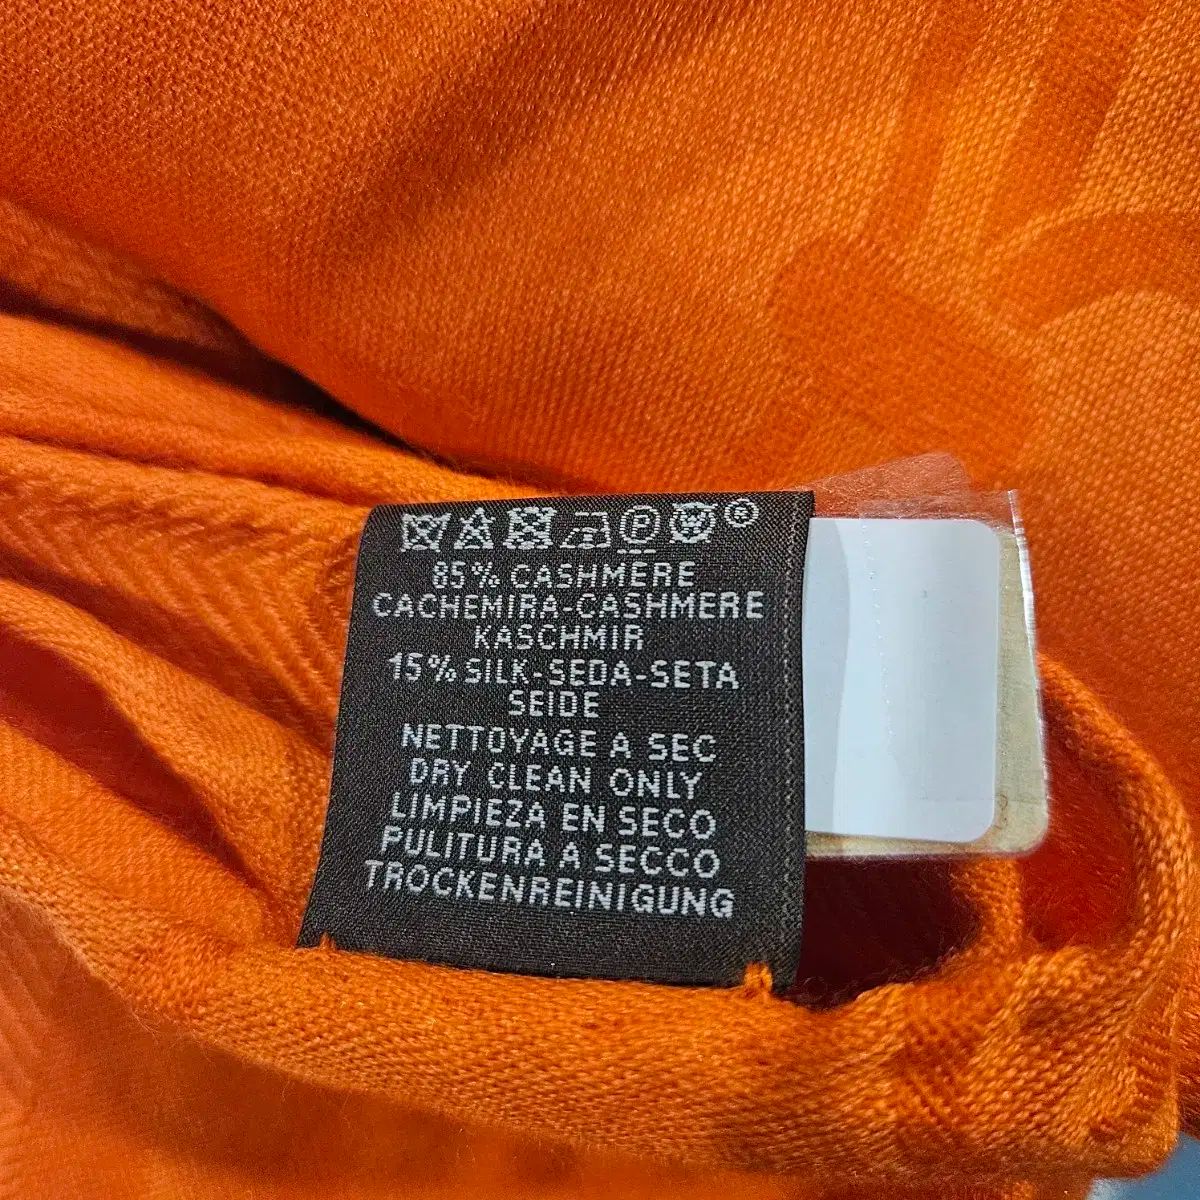 P ®
85% CASHMERE
CACHEMIRA-CASHMERE
KASCHMIR
15% SILK-SEDA-SETA
SEIDE
NETTOYAGE A SEC
DRY CLEAN ONLY
LIMPIEZA EN SECO
PULITURA A SECCO
TROCKENREINIGUNG